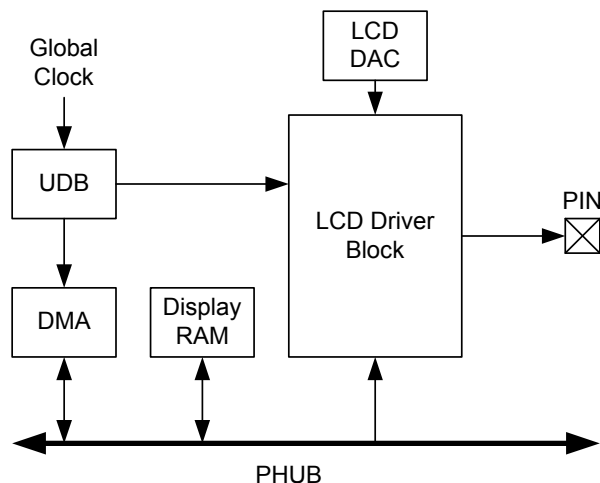 LCD
DAC
Global
Clock
UDB
LCD Driver
Block
PIN
DMA
Display
RAM
PHUB